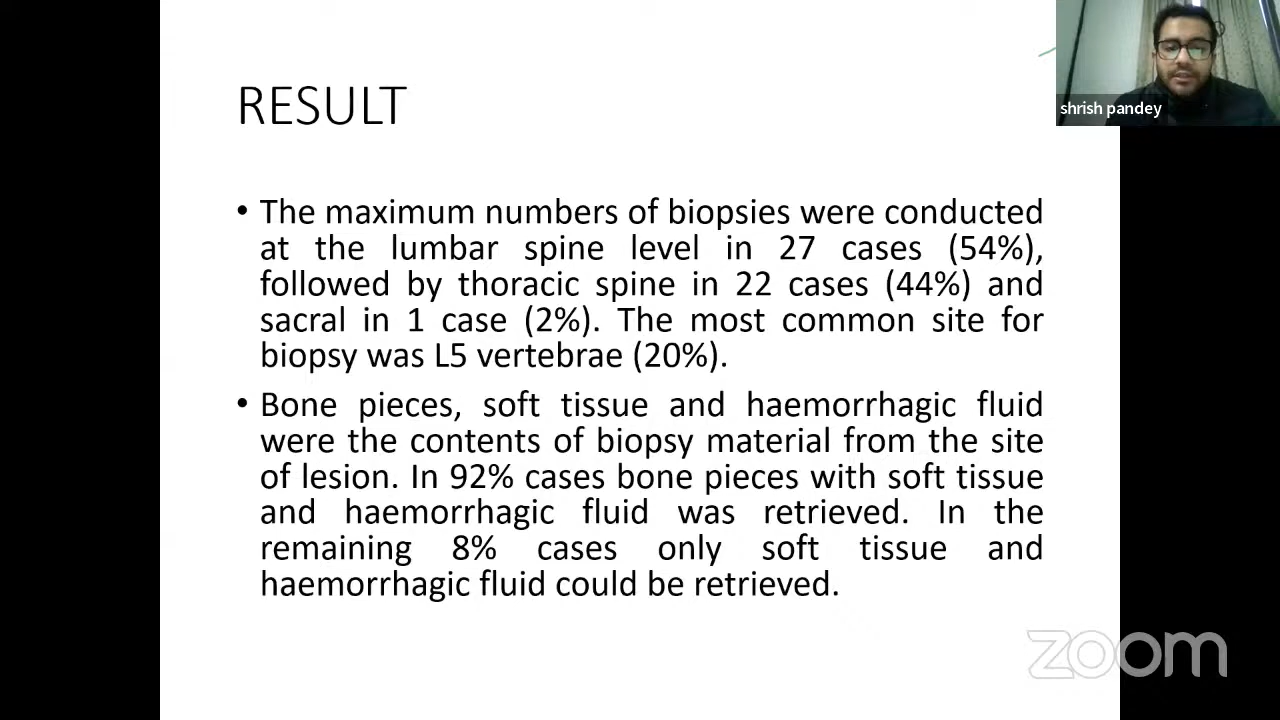 shrish pandey
RESULT
• The maximum numbers of biopsies were conducted
at the lumbar spine level in 27 cases (54%),
followed by thoracic spine in 22 cases (44%) and
sacral in 1 case (2%). The most common site for
biopsy was L5 vertebrae (20%).
• Bone pieces, soft tissue and haemorrhagic fluid
were the contents of biopsy material from the site
of lesion. In 92% cases bone pieces with soft tissue
and haemorrhagic fluid was retrieved. In the
remaining 8% cases only soft tissue and
haemorrhagic fluid could be retrieved.
zoom